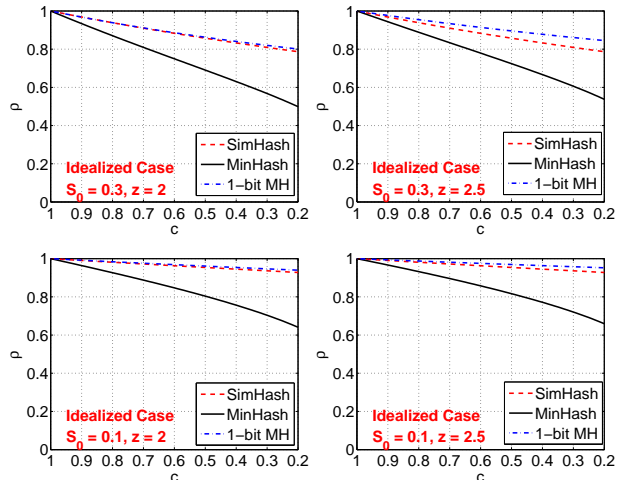 1
0.8
0.6
0.4
0.2
0
ρ
SimHash
MinHash
1−bit MH
Idealized Case
S0 = 0.3, z = 2
1 0.9 0.8 0.7 0.6 0.5 0.4 0.3 0.2
c
1
0.8
0.6
0.4
0.2
0
ρ
SimHash
MinHash
1−bit MH
Idealized Case
S0 = 0.3, z = 2.5
1 0.9 0.8 0.7 0.6 0.5 0.4 0.3 0.2
c
1
0.8
0.6
0.4
0.2
0
ρ
SimHash
MinHash
1−bit MH
Idealized Case
S0 = 0.1, z = 2
1 0.9 0.8 0.7 0.6 0.5 0.4 0.3 0.2
c
1
0.8
0.6
0.4
0.2
0
ρ
SimHash
MinHash
1−bit MH
Idealized Case
S0 = 0.1, z = 2.5
1 0.9 0.8 0.7 0.6 0.5 0.4 0.3 0.2
c